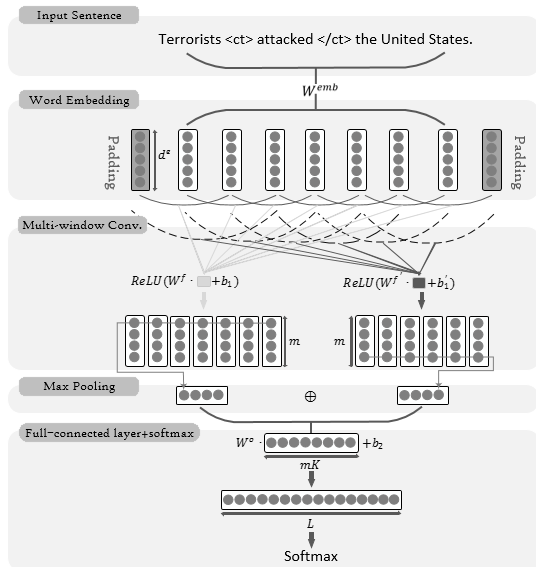 Input Sentence
Terrorists <ct> attacked </ct> the United States.
W^emb
Word Embedding
Padding
d^e
Padding
Multi-window Conv.
ReLU(W^f · +b_1)
ReLU(W^f' · +b_1')
m
m
Max Pooling
⊕
Full-connected layer+softmax
W^o · +b_2
mK
L
Softmax